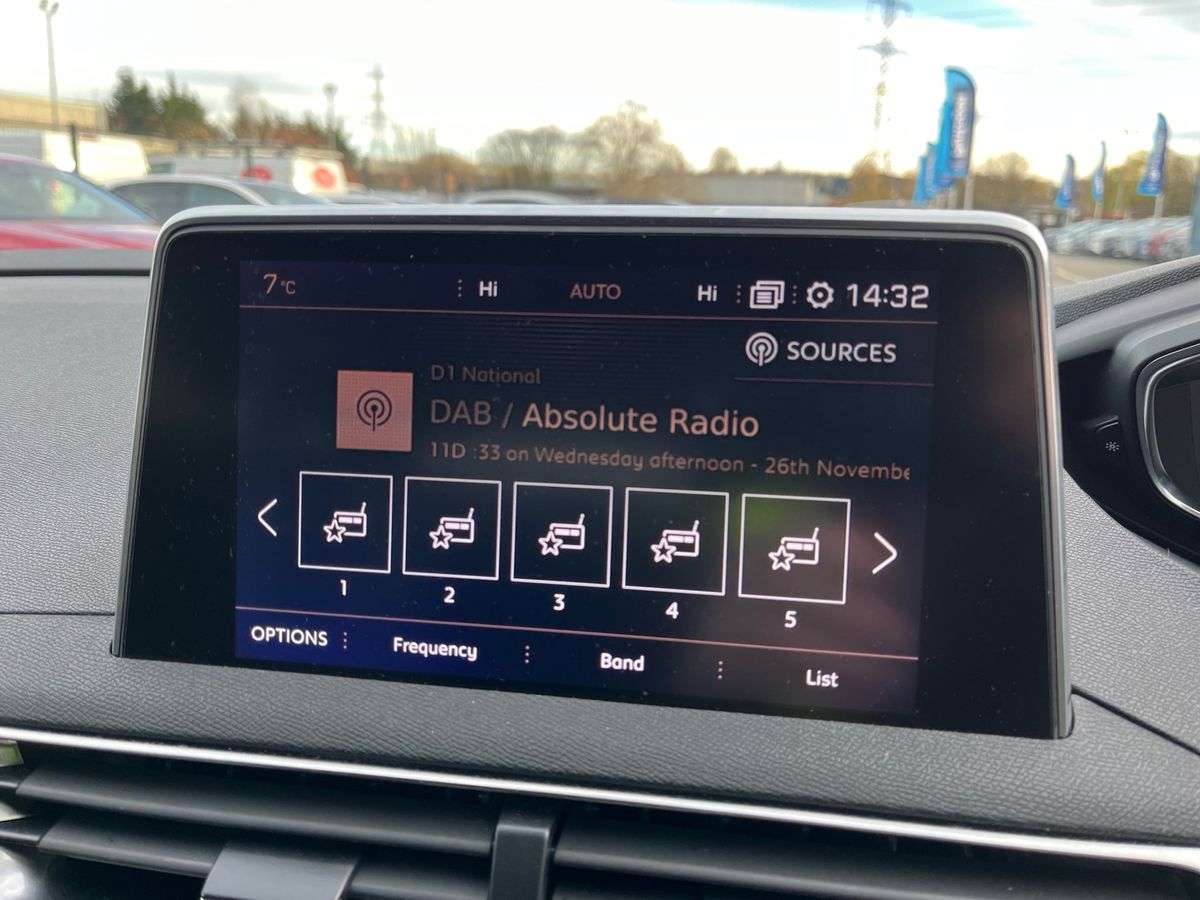 7°C Hi AUTO Hi 14:32
SOURCES
D1 National
DAB / Absolute Radio
11D :33 on Wednesday afternoon - 26th Novembe
1 2 3 4 5
OPTIONS Frequency Band List